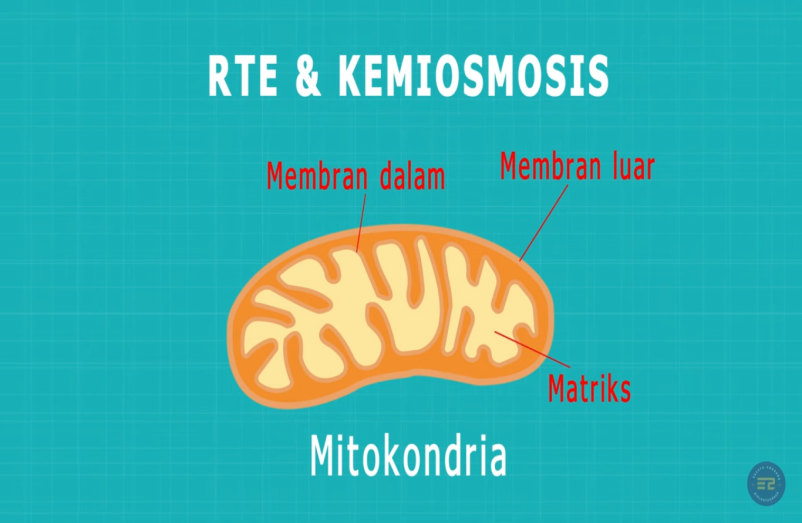 RTE & KEMIOSMOSIS
Membran dalam
Membran luar
Matriks
Mitokondria